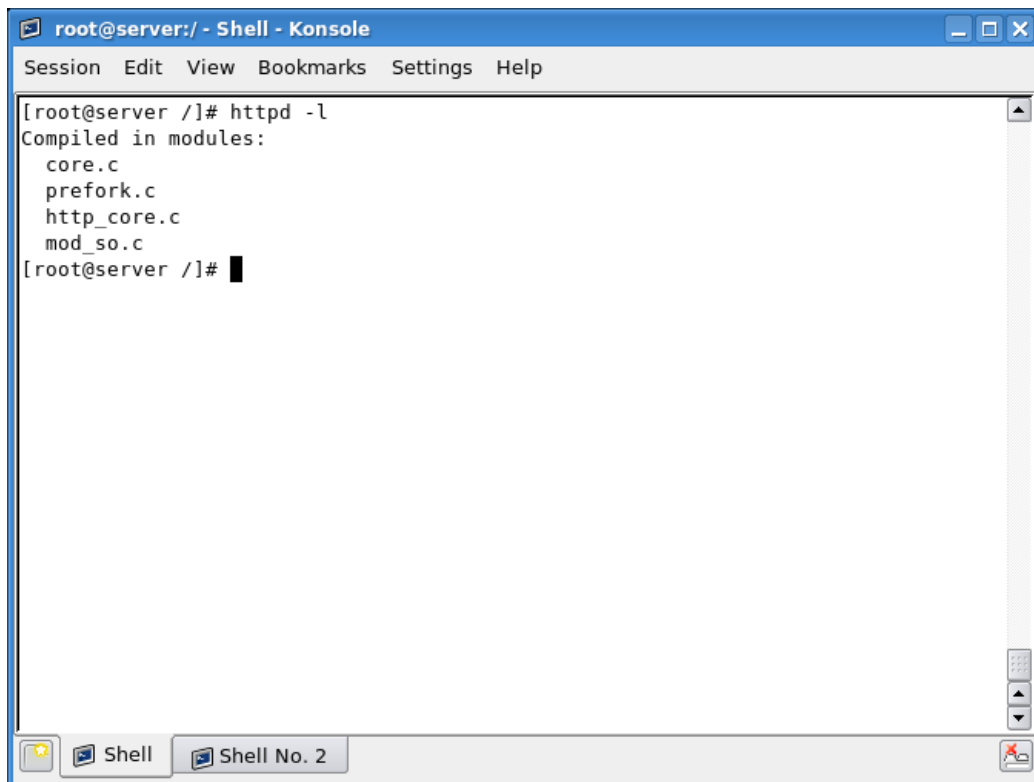 root@server:/ - Shell - Konsole
Session Edit View Bookmarks Settings Help
[root@server /]# httpd -l
Compiled in modules:
  core.c
  prefork.c
  http_core.c
  mod_so.c
[root@server /]#
Shell Shell No. 2